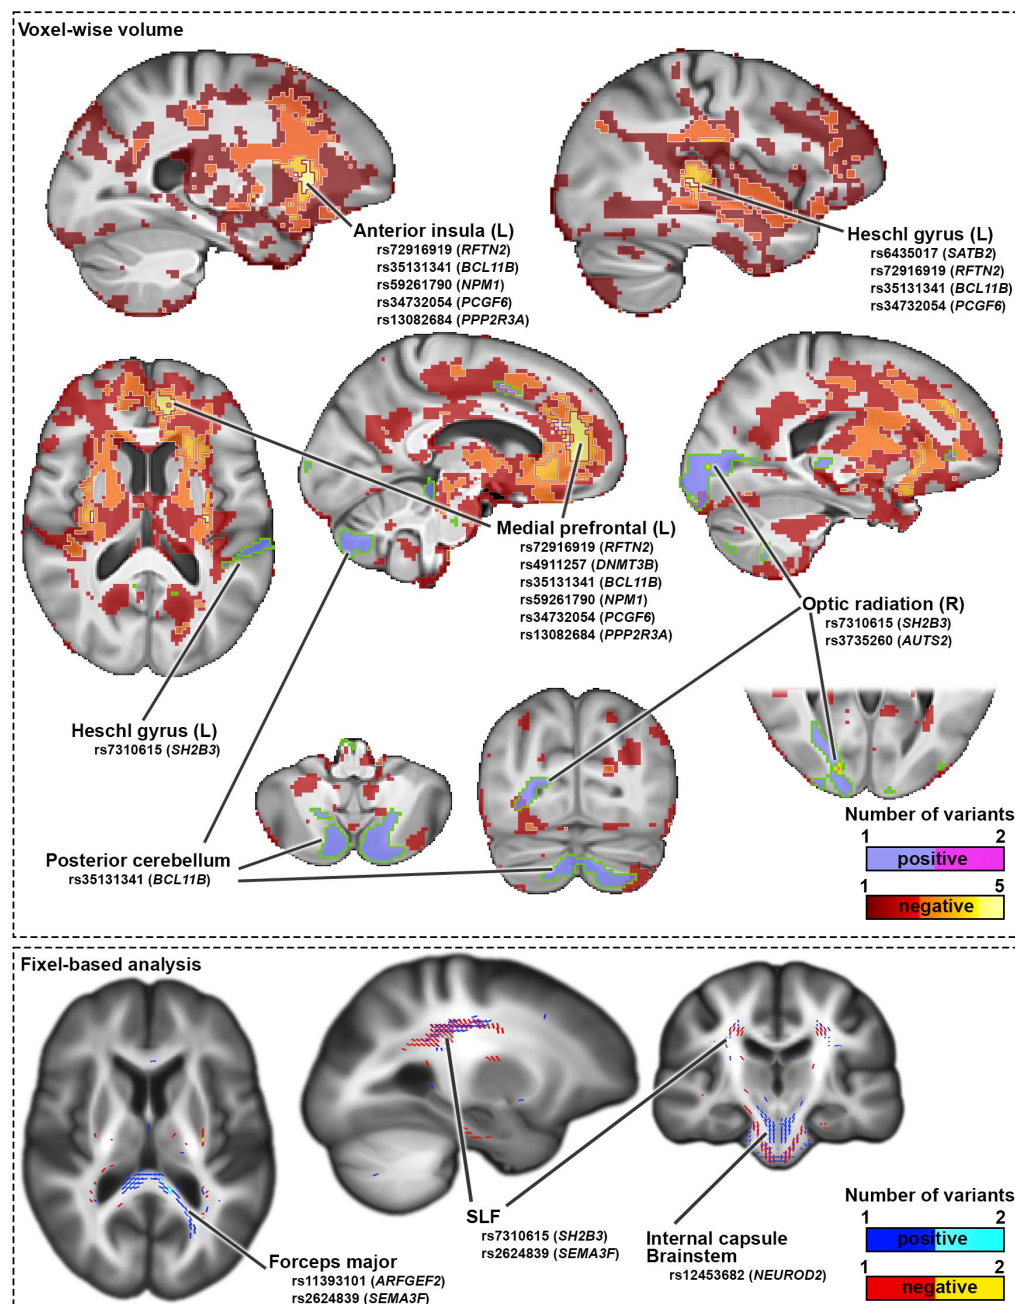 Voxel-wise volume
Anterior insula (L)
rs72916919 (RFTN2)
rs35131341 (BCL11B)
rs59261790 (NPM1)
rs34732054 (PCGF6)
rs13082684 (PPP2R3A)
Heschl gyrus (L)
rs6435017 (SATB2)
rs72916919 (RFTN2)
rs35131341 (BCL11B)
rs34732054 (PCGF6)
Medial prefrontal (L)
rs72916919 (RFTN2)
rs4911257 (DNMT3B)
rs35131341 (BCL11B)
rs59261790 (NPM1)
rs34732054 (PCGF6)
rs13082684 (PPP2R3A)
Optic radiation (R)
rs7310615 (SH2B3)
rs3735260 (AUTS2)
Heschl gyrus (L)
rs7310615 (SH2B3)
Posterior cerebellum
rs35131341 (BCL11B)
Number of variants
1 2
positive
1 5
negative
Fixel-based analysis
Forceps major
rs11393101 (ARFGEF2)
rs2624839 (SEMA3F)
SLF
rs7310615 (SH2B3)
rs2624839 (SEMA3F)
Internal capsule
Brainstem
rs12453682 (NEUROD2)
Number of variants
1 2
positive
1 2
negative